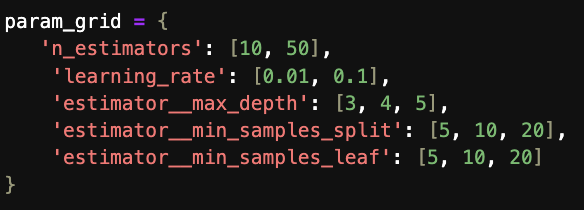 param_grid = {
   'n_estimators': [10, 50],
    'learning_rate': [0.01, 0.1],
    'estimator__max_depth': [3, 4, 5],
    'estimator__min_samples_split': [5, 10, 20],
    'estimator__min_samples_leaf': [5, 10, 20]
}